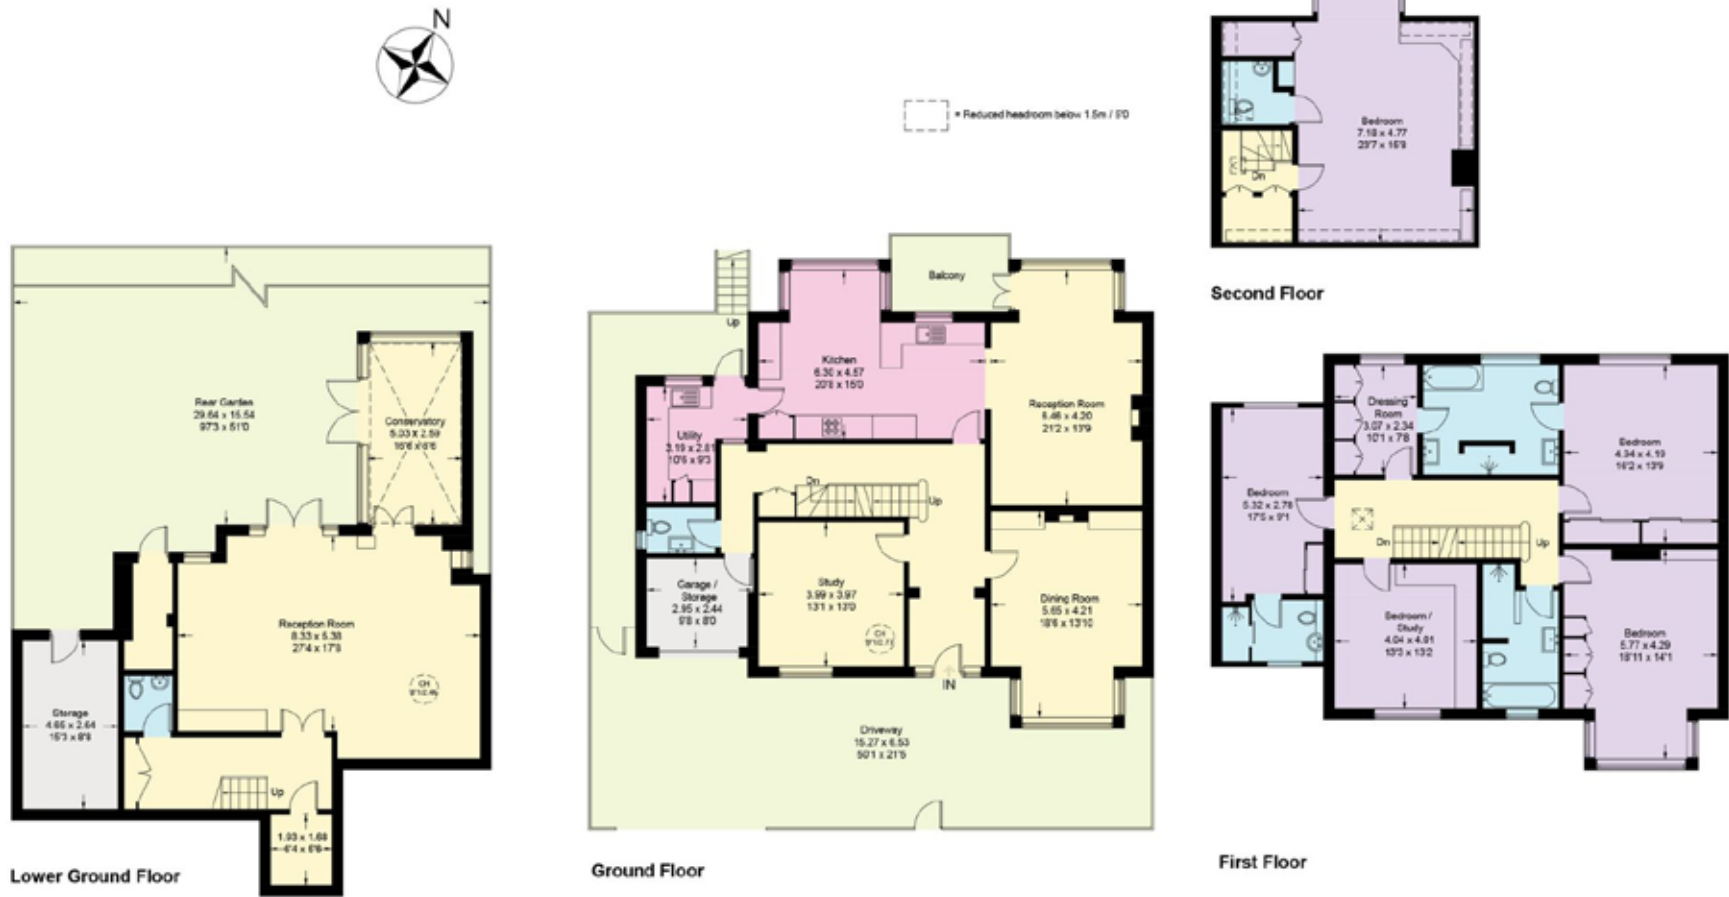 N
= Reduced headroom below 1.5m / 5'0
Bedroom
7.18 x 4.77
23'7 x 15'8
Dn
Second Floor
Rear Garden
29.64 x 15.54
97'3 x 51'0
Conservatory
5.03 x 2.59
16'6 x 8'6
Reception Room
8.33 x 5.38
27'4 x 17'8
CH
Storage
4.65 x 2.64
15'3 x 8'8
Up
1.93 x 1.68
6'4 x 5'6
Lower Ground Floor
Balcony
Up
Kitchen
6.30 x 4.57
20'8 x 15'0
Reception Room
6.46 x 4.20
21'2 x 13'9
Utility
3.19 x 2.81
10'6 x 9'3
Dn
Up
Garage /
Storage
2.95 x 2.44
9'8 x 8'0
Study
3.99 x 3.97
13'1 x 13'0
CH
Dining Room
5.65 x 4.21
18'6 x 13'10
IN
Driveway
15.27 x 6.53
50'1 x 21'5
Ground Floor
Dressing
Room
3.07 x 2.34
10'1 x 7'8
Bedroom
4.94 x 4.19
16'2 x 13'9
Bedroom
5.32 x 2.78
17'5 x 9'1
Dn
Up
Bedroom /
Study
4.04 x 4.01
13'3 x 13'2
Bedroom
5.77 x 4.29
18'11 x 14'1
First Floor